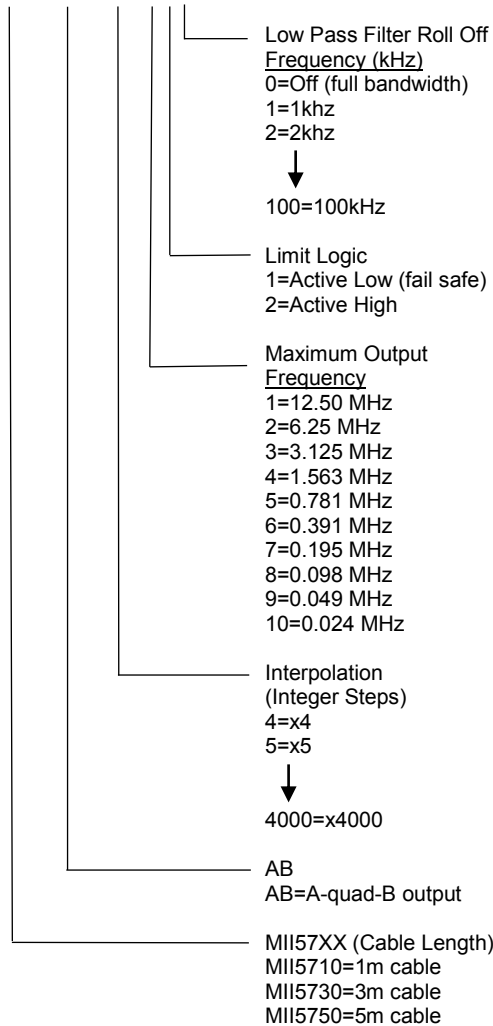 Low Pass Filter Roll Off
Frequency (kHz)
0=Off (full bandwidth)
1=1khz
2=2khz
100=100kHz
Limit Logic
1=Active Low (fail safe)
2=Active High
Maximum Output
Frequency
1=12.50 MHz
2=6.25 MHz
3=3.125 MHz
4=1.563 MHz
5=0.781 MHz
6=0.391 MHz
7=0.195 MHz
8=0.098 MHz
9=0.049 MHz
10=0.024 MHz
Interpolation
(Integer Steps)
4=x4
5=x5
4000=x4000
AB
AB=A-quad-B output
MII57XX (Cable Length)
MII5710=1m cable
MII5730=3m cable
MII5750=5m cable